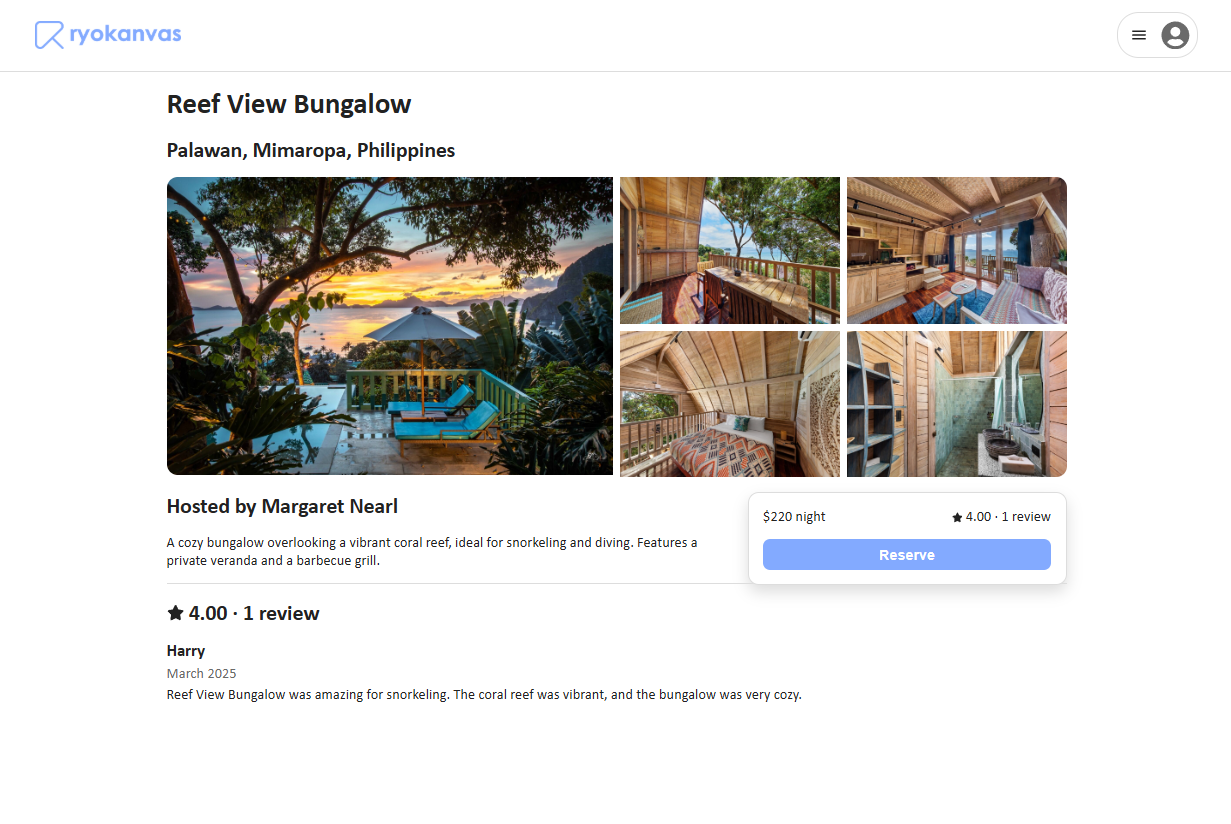 ryokanvas
Reef View Bungalow
Palawan, Mimaropa, Philippines
Hosted by Margaret Nearl
A cozy bungalow overlooking a vibrant coral reef, ideal for snorkeling and diving. Features a
private veranda and a barbecue grill.
$220 night
★ 4.00 · 1 review
Reserve
★ 4.00 · 1 review
Harry
March 2025
Reef View Bungalow was amazing for snorkeling. The coral reef was vibrant, and the bungalow was very cozy.